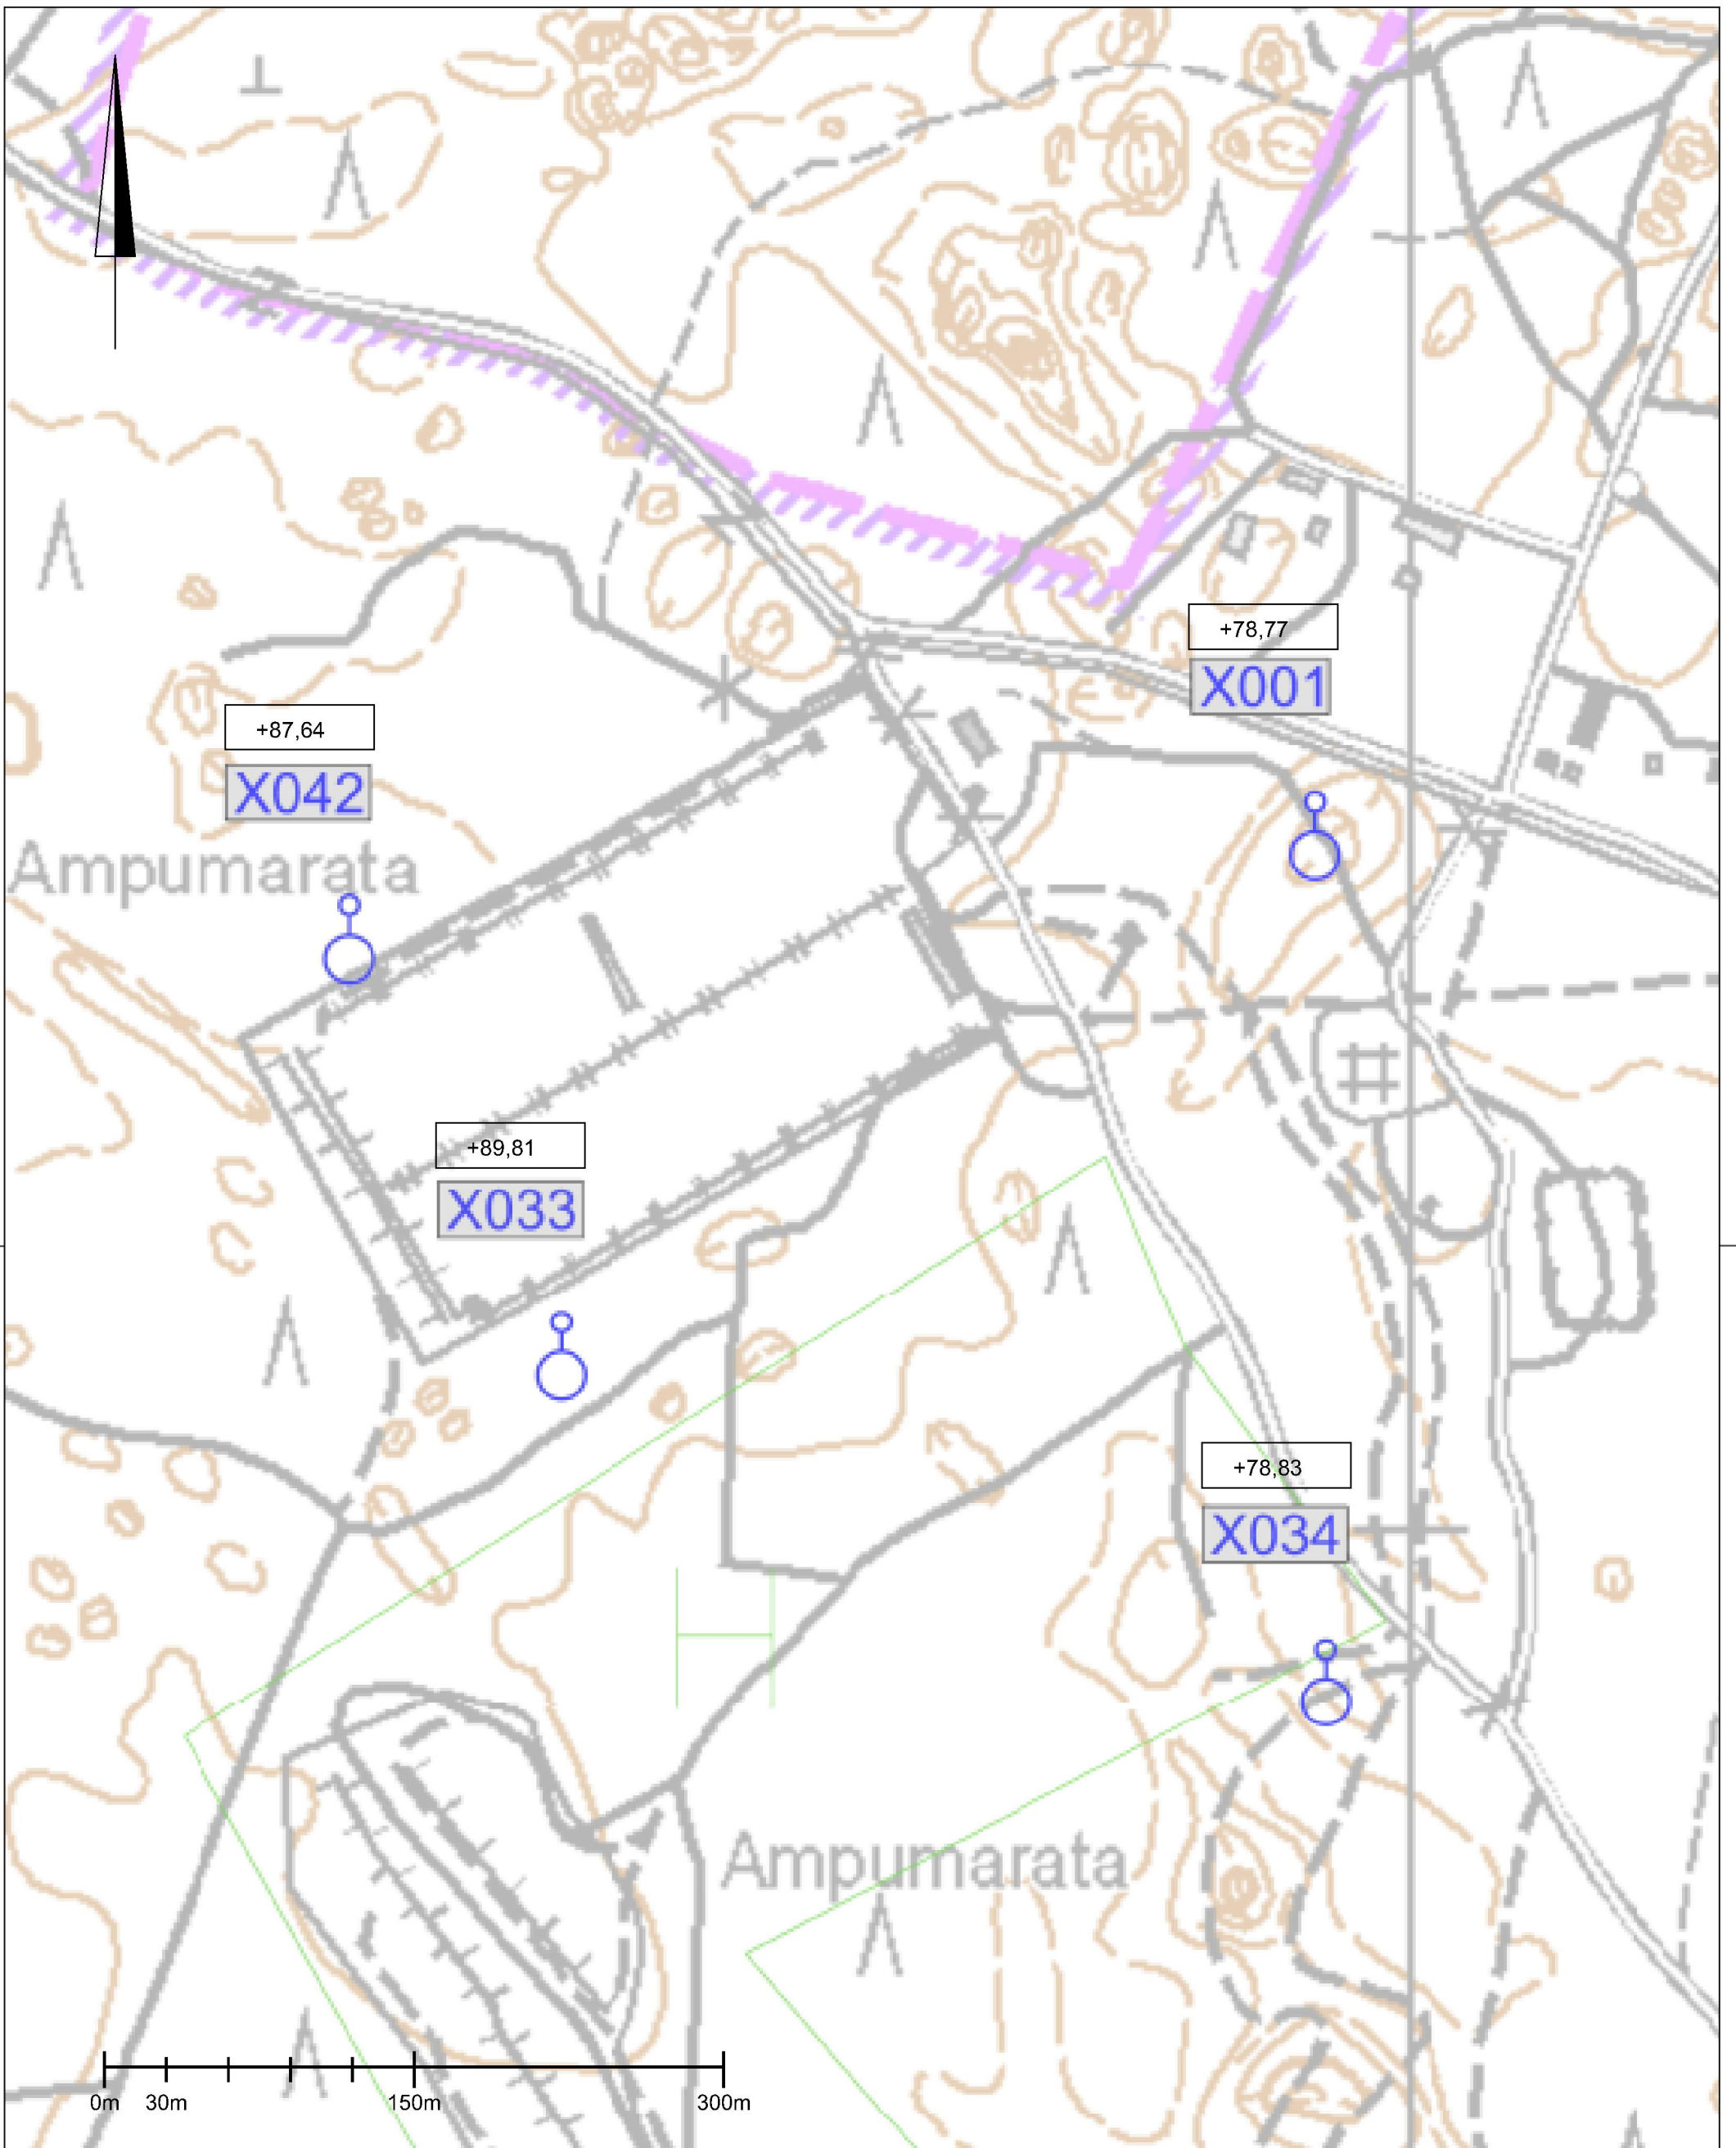 +78,77
X001
+87,64
X042
Ampumarata
+89,81
X033
+78,83
X034
Ampumarata
0m 30m 150m 300m